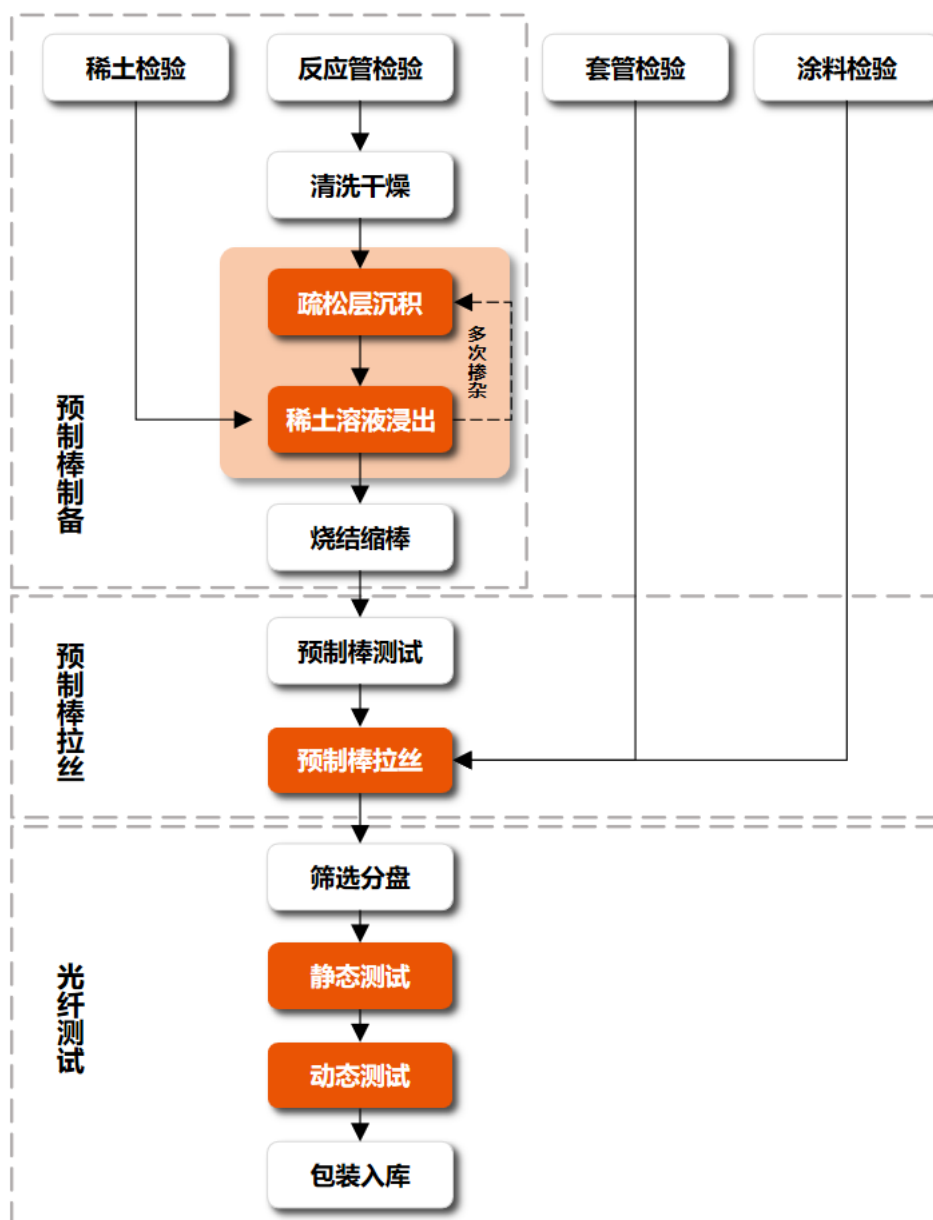 稀土检验
反应管检验
套管检验
涂料检验
清洗干燥
疏松层沉积
多次掺杂
稀土溶液浸出
预制棒制备
烧结缩棒
预制棒测试
预制棒拉丝
预制棒拉丝
筛选分盘
光纤测试
静态测试
动态测试
包装入库